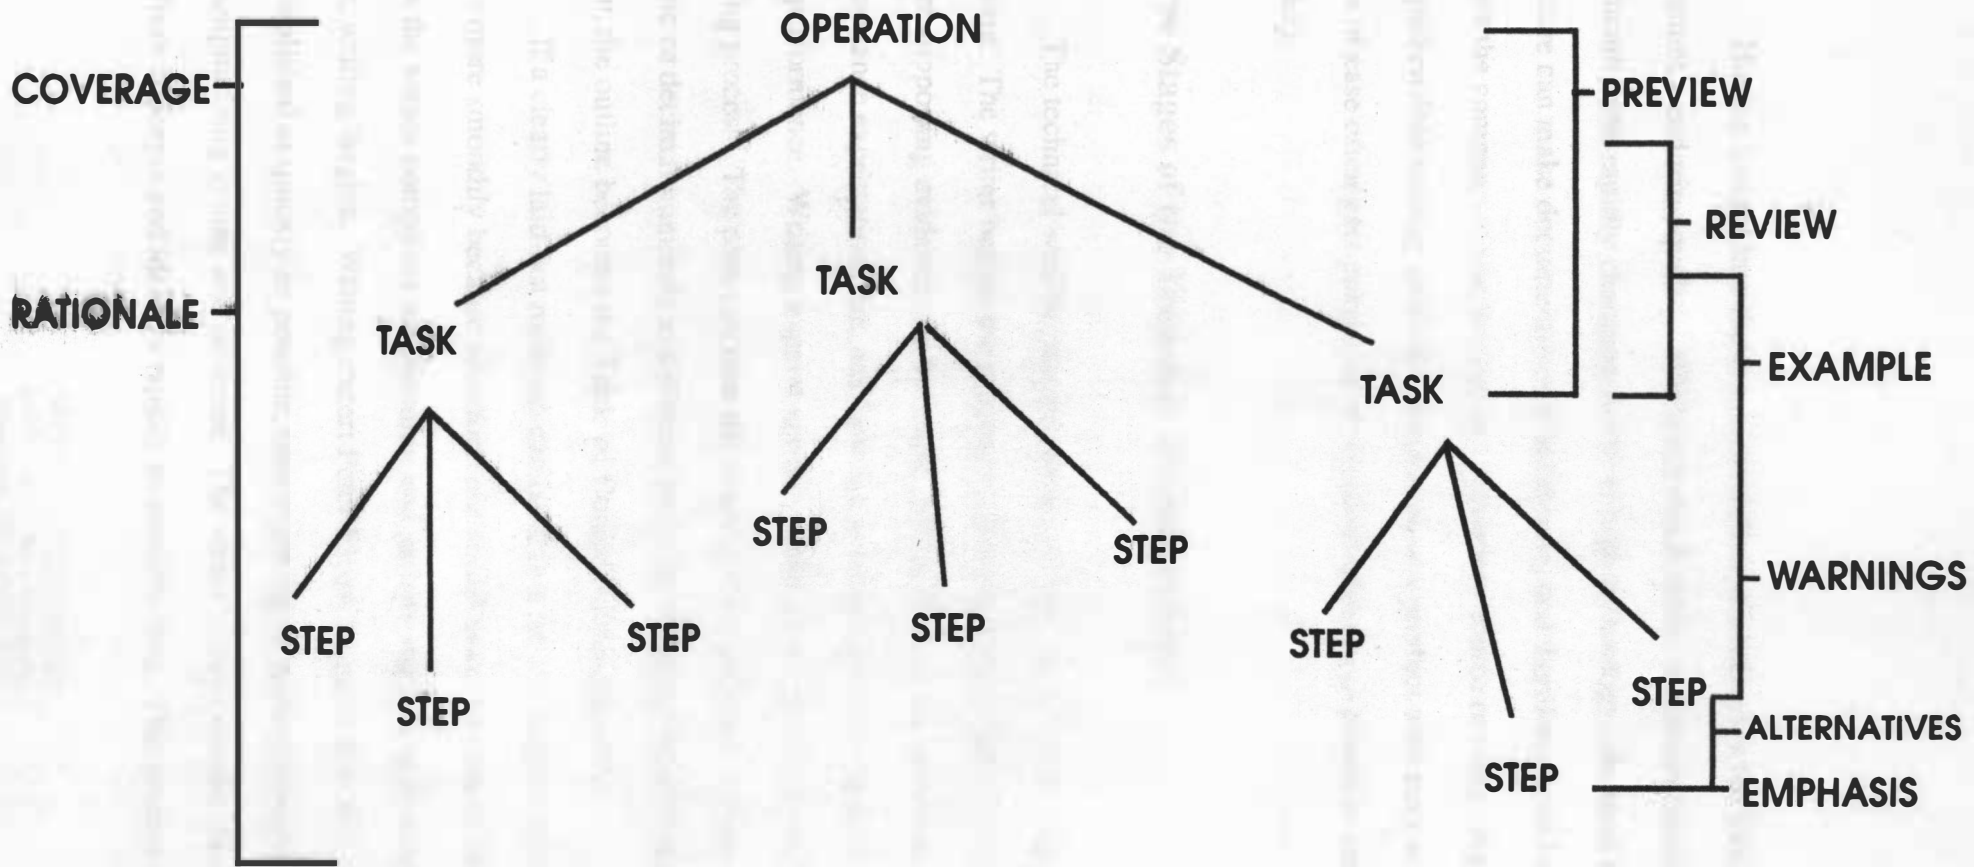 OPERATION
COVERAGE
PREVIEW
REVIEW
TASK
RATIONALE
TASK
EXAMPLE
TASK
STEP
STEP
WARNINGS
STEP
STEP
STEP
STEP
STEP
STEP
ALTERNATIVES
STEP
EMPHASIS